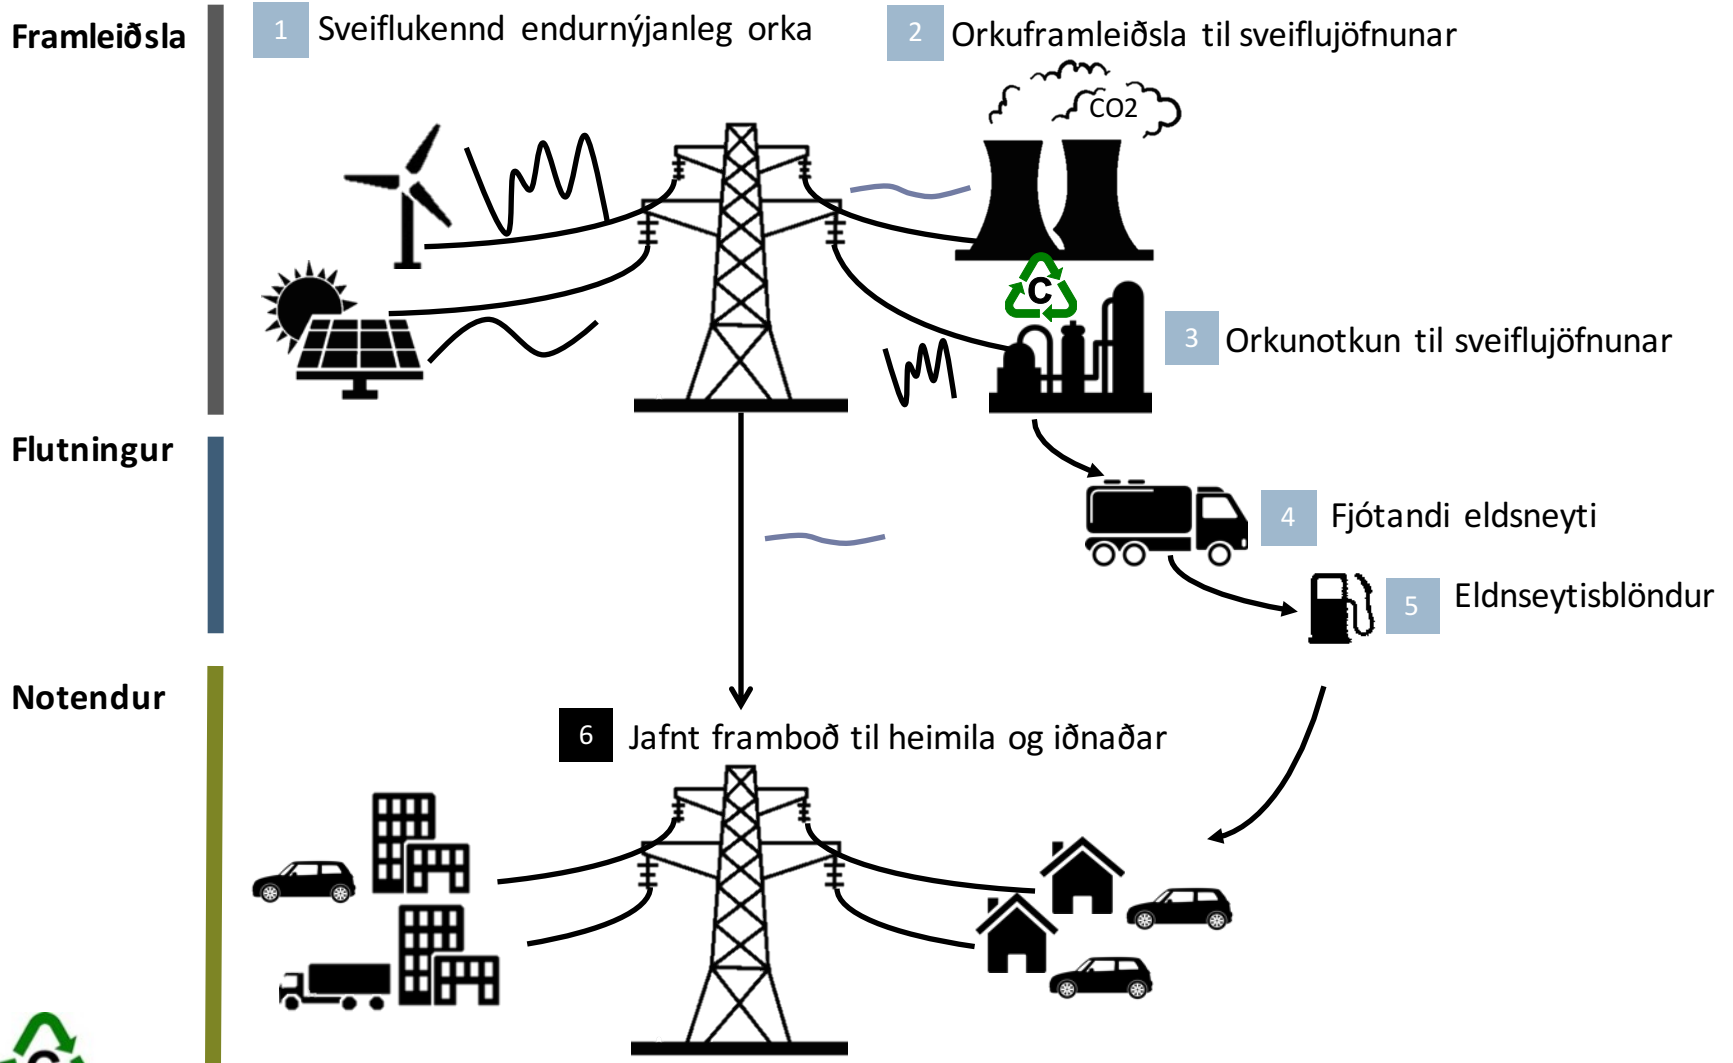 Framleiðsla
1 Sveiflukennd endurnýjanleg orka
2 Orkuframleiðsla til sveiflujöfnunar
CO2
C
3 Orkunotkun til sveiflujöfnunar
Flutningur
4 Fjótandi eldsneyti
5 Eldnseytisblöndur
Notendur
6 Jafnt framboð til heimila og iðnaðar
C